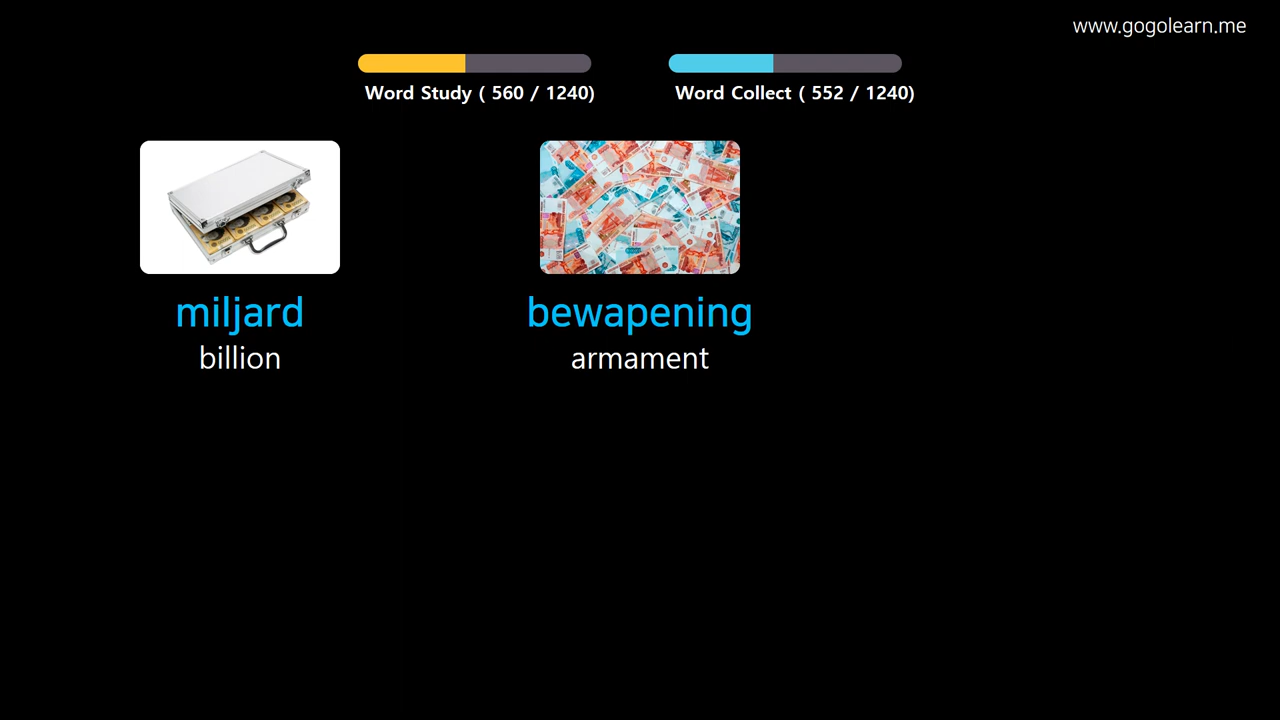 www.gogolearn.me
Word Study ( 560 / 1240)
Word Collect ( 552 / 1240)
miljard
billion
bewapening
armament